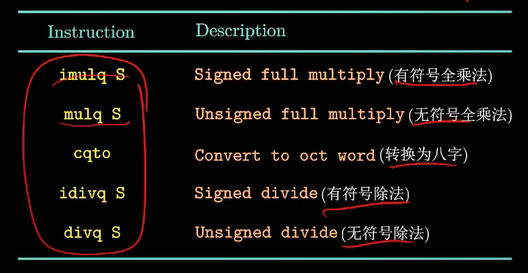 Instruction Description
imulq S Signed full multiply(有符号全乘法)
mulq S Unsigned full multiply(无符号全乘法)
cqto Convert to oct word(转换为八字)
idivq S Signed divide(有符号除法)
divq S Unsigned divide(无符号除法)